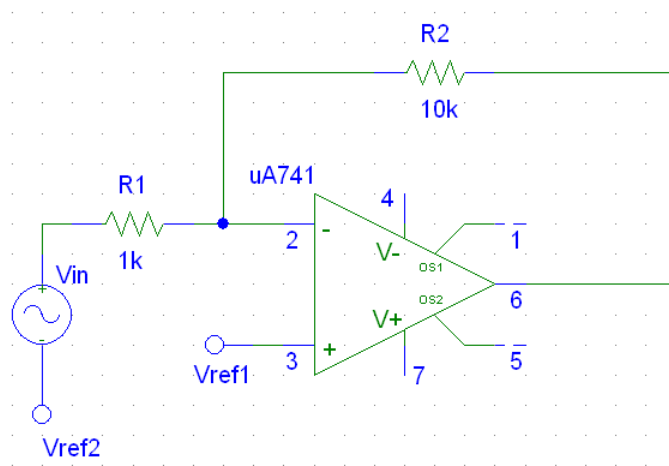 R2
10k
uA741
R1
1k
4
2
-
V-
OS1
1
Vin
+
-
6
OS2
V+
Vref1
3
+
7
5
Vref2